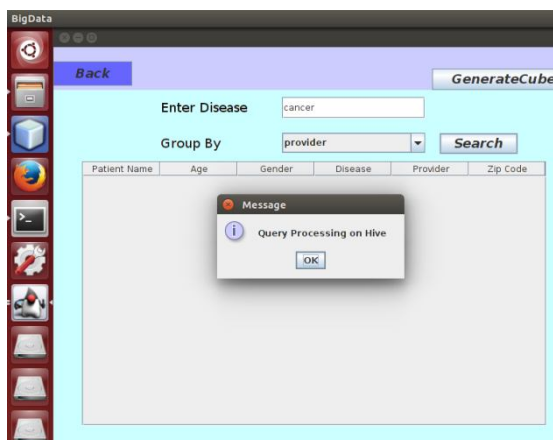 BigData
Back
GenerateCube
Enter Disease cancer
Group By provider Search
Patient Name Age Gender Disease Provider Zip Code
Message
Query Processing on Hive
OK